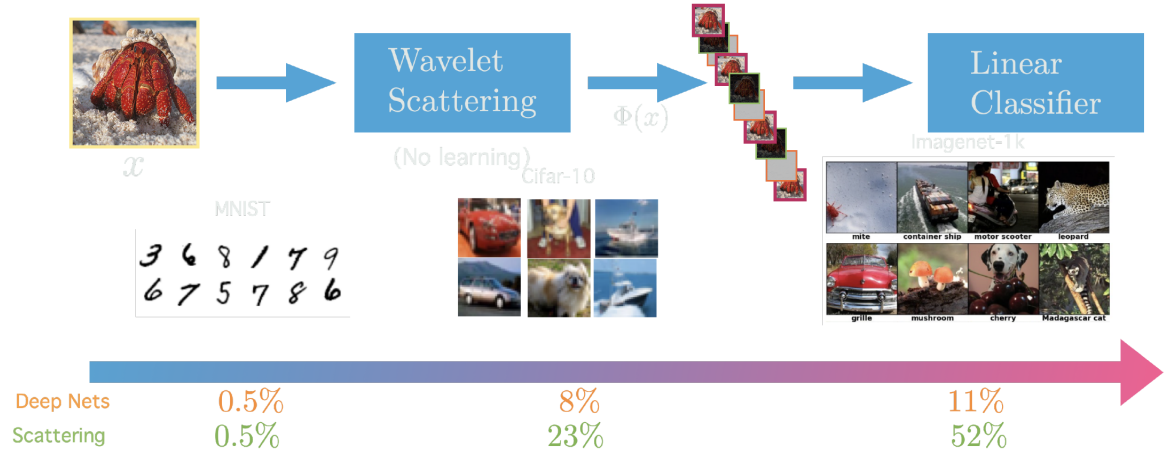 Wavelet
Scattering
Linear
Classifier
x
Φ(x)
(No learning)
MNIST
Cifar-10
Imagenet-1k
3 6 8 1 7 9
6 7 5 7 8 6
mite container ship motor scooter leopard
grille mushroom cherry Madagascar cat
Deep Nets 0.5% 8% 11%
Scattering 0.5% 23% 52%